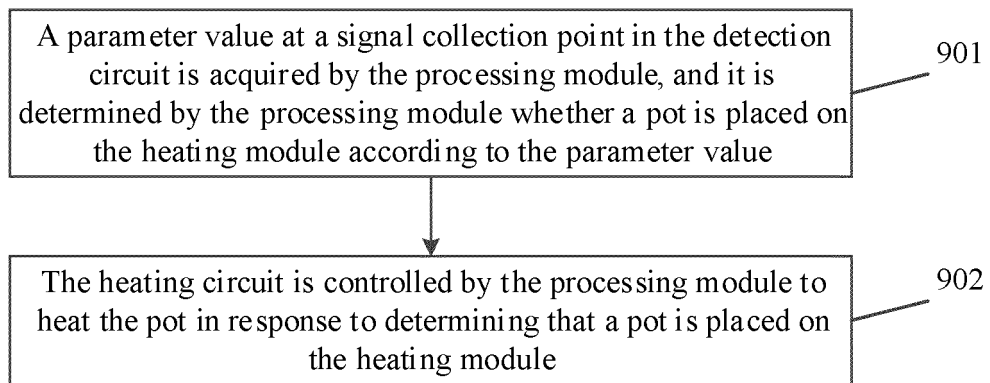 A parameter value at a signal collection point in the detection
circuit is acquired by the processing module, and it is
determined by the processing module whether a pot is placed on
the heating module according to the parameter value
901
The heating circuit is controlled by the processing module to
heat the pot in response to determining that a pot is placed on
the heating module
902